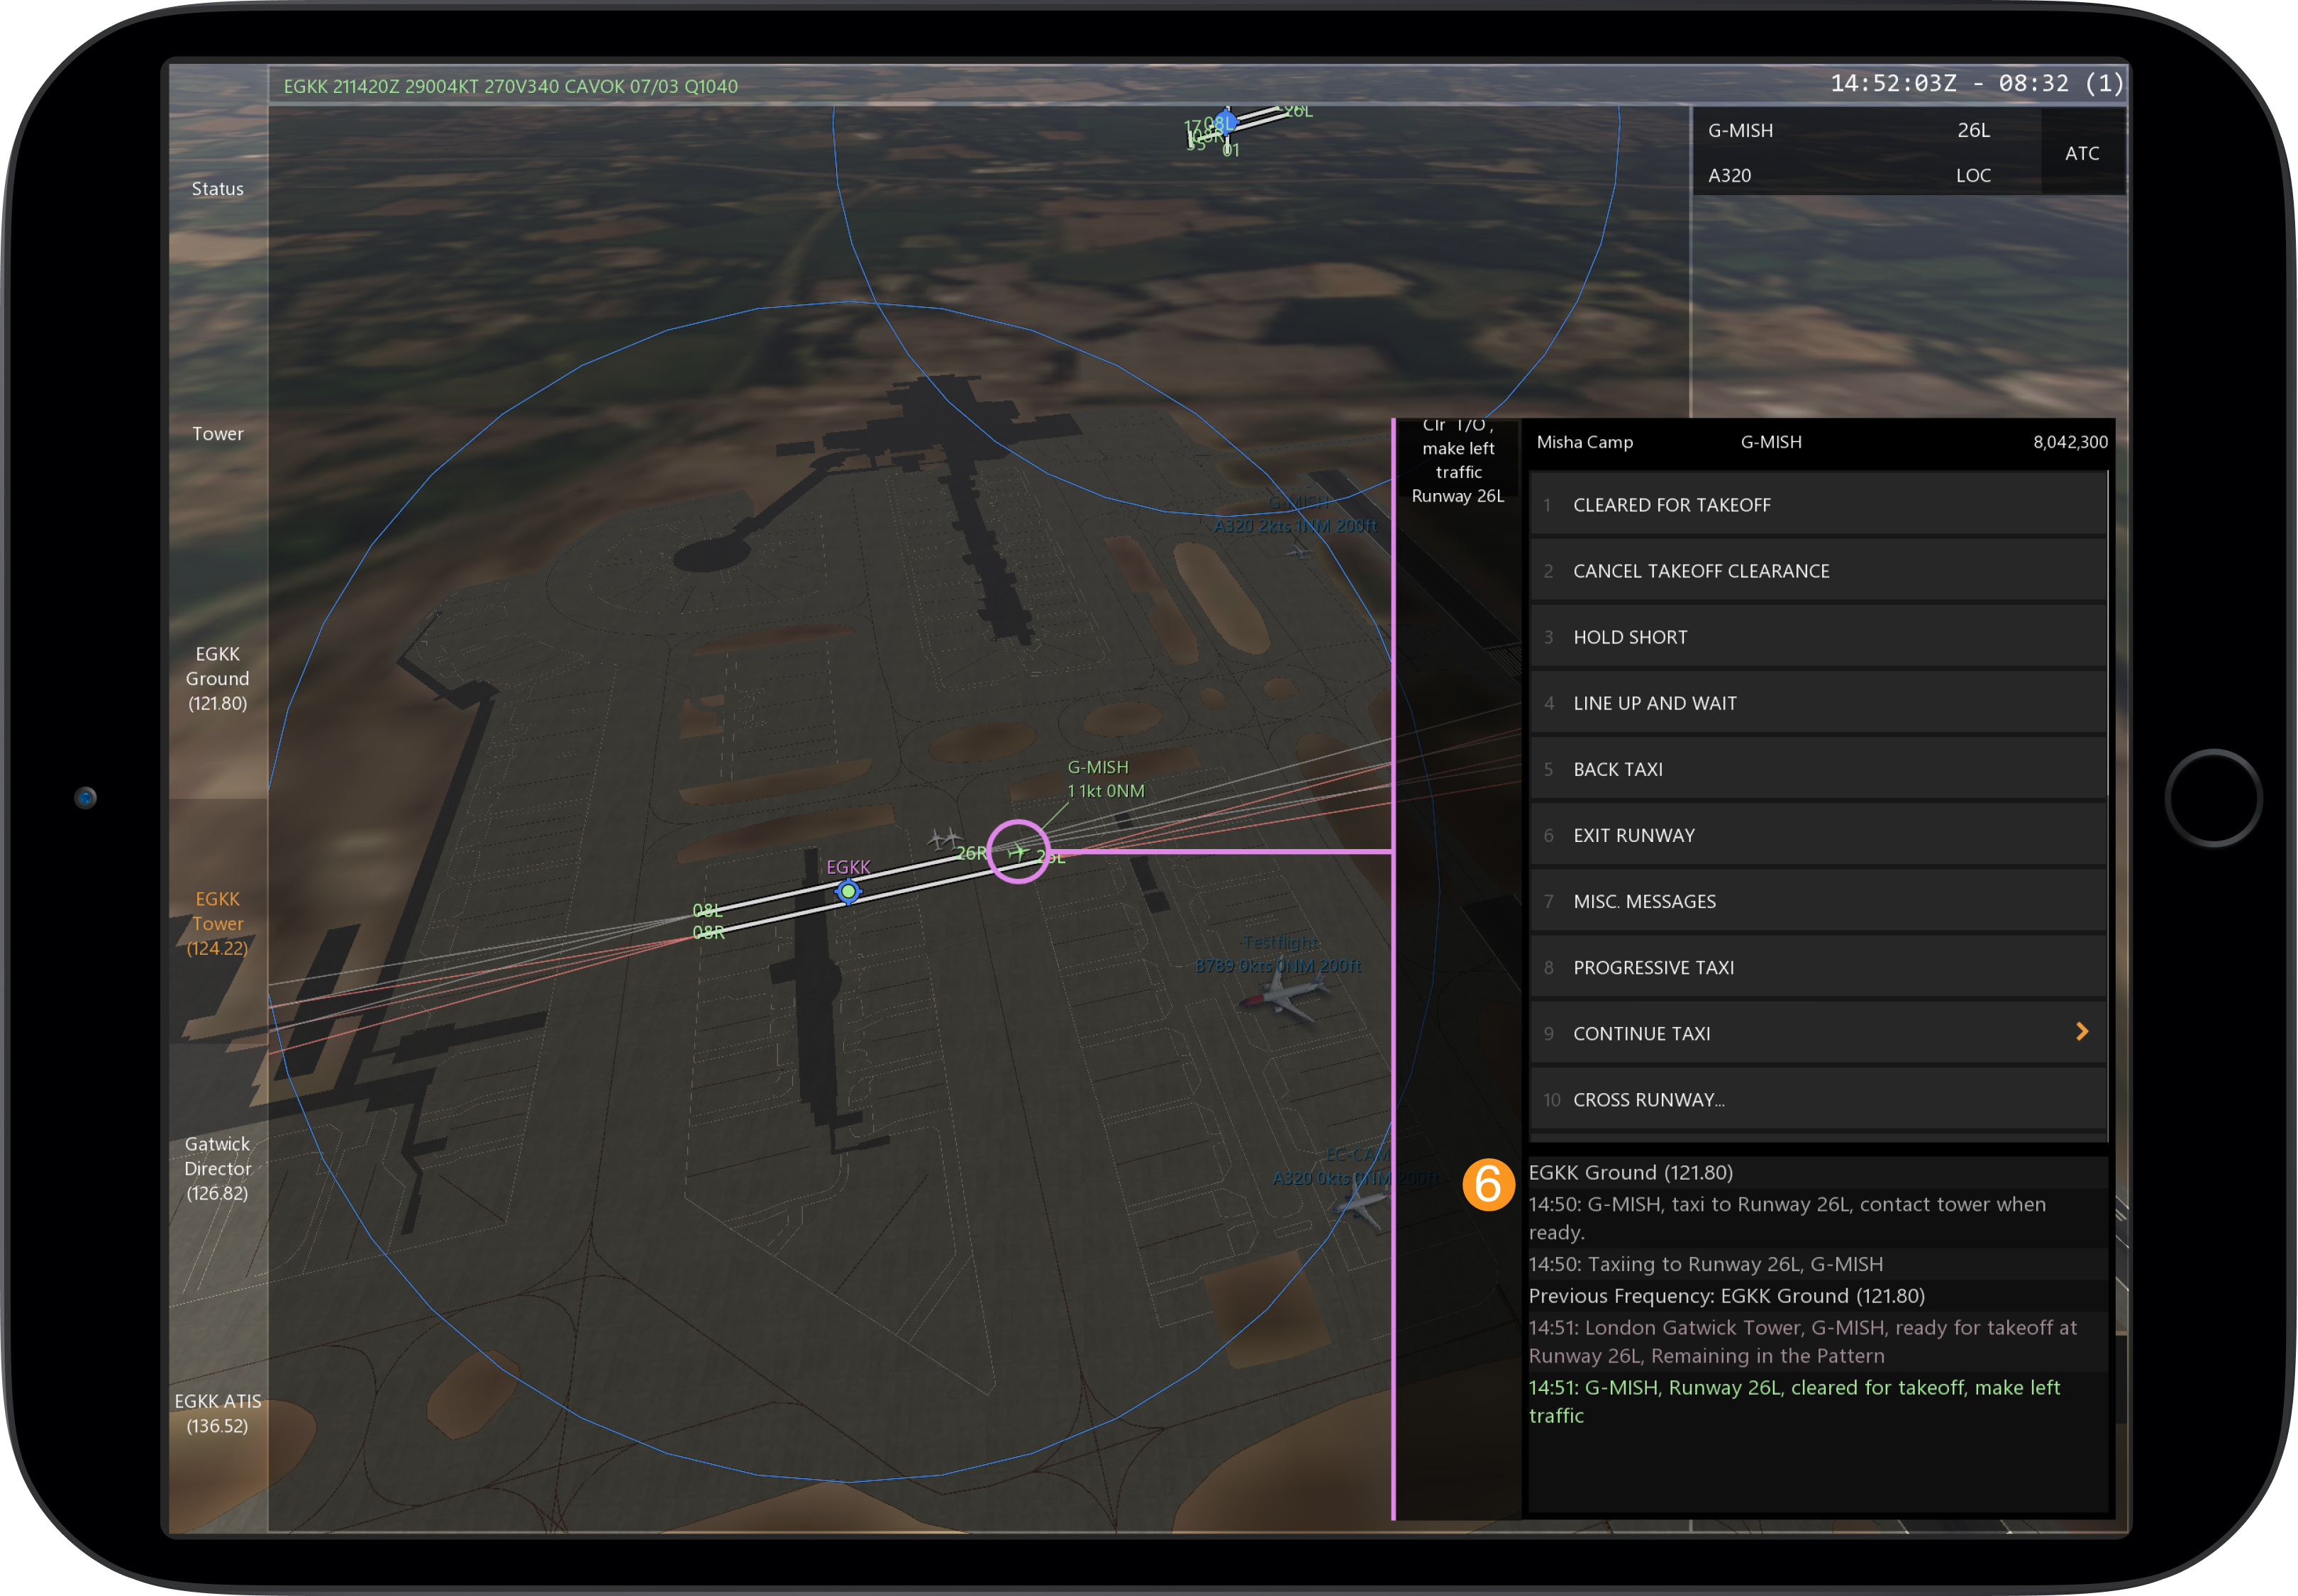 EGKK 211420Z 29004KT 270V340 CAVOK 07/03 Q1040
14:52:03Z - 08:32 (1)
G-MISH 26L
A320 LOC
ATC
Status
Tower
EGKK
Ground
(121.80)
EGKK
Tower
(124.22)
Gatwick
Director
(126.82)
EGKK ATIS
(136.52)
17 08L
08R
26L
01
G-MISH
A320 2kts 1NM 200ft
G-MISH
11kt 0NM
26R
26L
EGKK
08L
08R
Testflight
B789 0kts 0NM 200ft
EC-CAM
A320 0kts 0NM 200ft
Clr T/O,
make left
traffic
Runway 26L
Misha Camp G-MISH 8,042,300
1 CLEARED FOR TAKEOFF
2 CANCEL TAKEOFF CLEARANCE
3 HOLD SHORT
4 LINE UP AND WAIT
5 BACK TAXI
6 EXIT RUNWAY
7 MISC. MESSAGES
8 PROGRESSIVE TAXI
9 CONTINUE TAXI
10 CROSS RUNWAY...
6
EGKK Ground (121.80)
14:50: G-MISH, taxi to Runway 26L, contact tower when
ready.
14:50: Taxiing to Runway 26L, G-MISH
Previous Frequency: EGKK Ground (121.80)
14:51: London Gatwick Tower, G-MISH, ready for takeoff at
Runway 26L, Remaining in the Pattern
14:51: G-MISH, Runway 26L, cleared for takeoff, make left
traffic